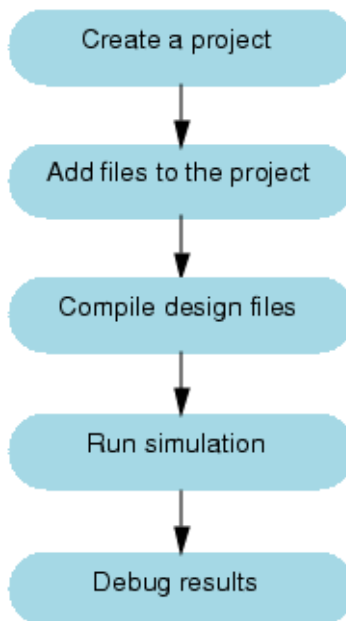 Create a project
Add files to the project
Compile design files
Run simulation
Debug results